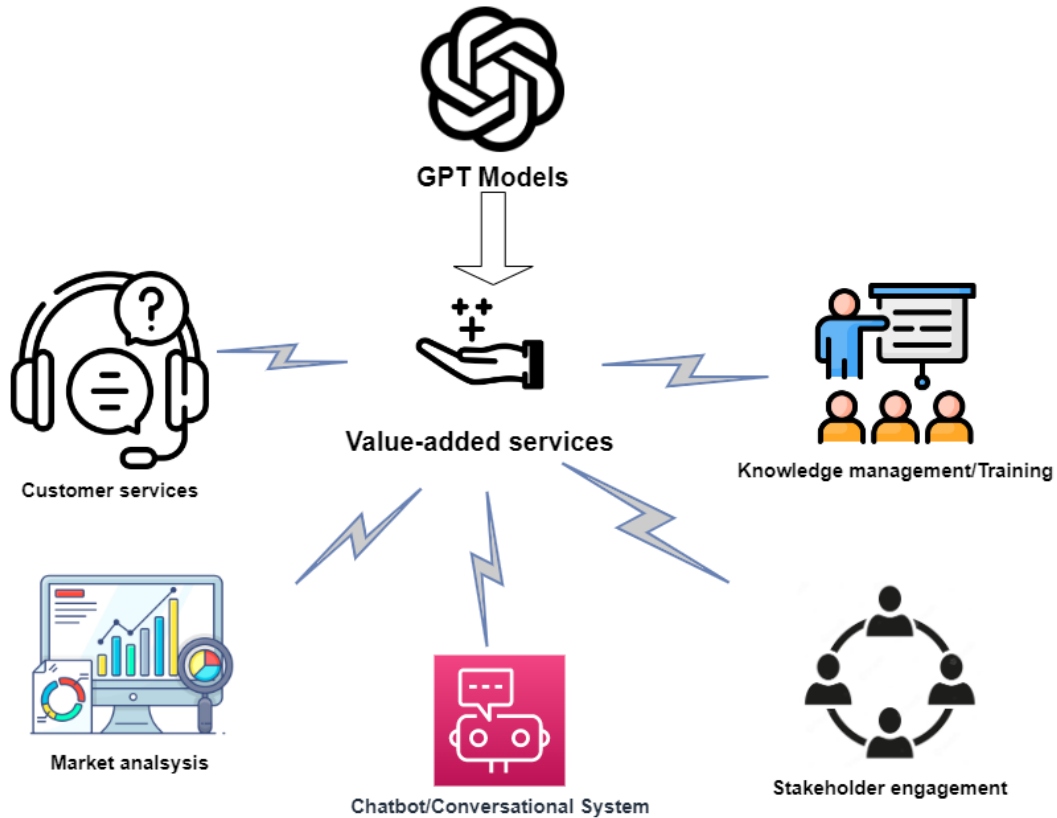 GPT Models
Value-added services
Customer services
Knowledge management/Training
Market analsysis
Chatbot/Conversational System
Stakeholder engagement